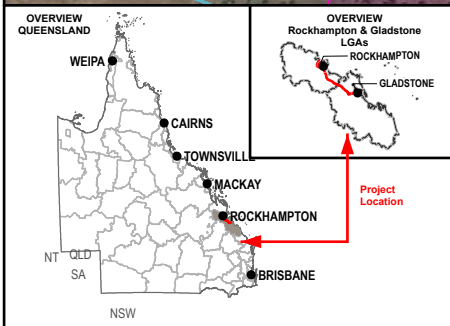 OVERVIEW
QUEENSLAND
WEIPA
CAIRNS
TOWNSVILLE
MACKAY
ROCKHAMPTON
BRISBANE
NT
QLD
SA
NSW
OVERVIEW
Rockhampton & Gladstone
LGAs
ROCKHAMPTON
GLADSTONE
Project
Location